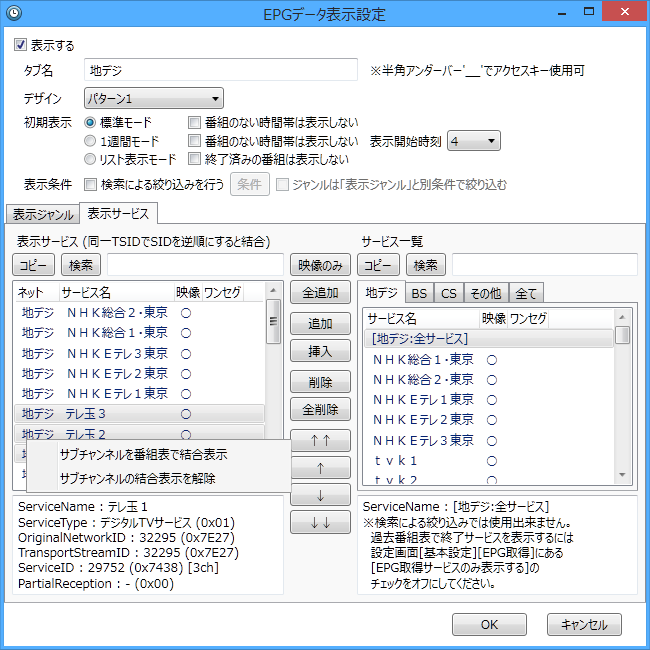 EPGデータ表示設定
表示する
タブ名 地デジ ※半角アンダーバー'__'でアクセスキー使用可
デザイン パターン1
初期表示 標準モード 番組のない時間帯は表示しない
1週間モード 番組のない時間帯は表示しない 表示開始時刻 4
リスト表示モード 終了済みの番組は表示しない
表示条件 検索による絞り込みを行う 条件 ジャンルは「表示ジャンル」と別条件で絞り込む
表示ジャンル 表示サービス
表示サービス (同一TSIDでSIDを逆順にすると結合)
コピー 検索
ネット サービス名 映像 ワンセグ
地デジ ＮＨＫ総合２・東京 ○
地デジ ＮＨＫ総合１・東京 ○
地デジ ＮＨＫＥテレ３東京 ○
地デジ ＮＨＫＥテレ２東京 ○
地デジ ＮＨＫＥテレ１東京 ○
地デジ テレ玉３ ○
地デジ テレ玉２ ○
サブチャンネルを番組表で結合表示
サブチャンネルの結合表示を解除
ServiceName : テレ玉１
ServiceType : デジタルTVサービス (0x01)
OriginalNetworkID : 32295 (0x7E27)
TransportStreamID : 32295 (0x7E27)
ServiceID : 29752 (0x7438) [3ch]
PartialReception : - (0x00)
映像のみ
全追加
追加
挿入
削除
全削除
↑↑
↑
↓
↓↓
サービス一覧
コピー 検索
地デジ BS CS その他 全て
サービス名 映像 ワンセグ
[地デジ:全サービス]
ＮＨＫ総合１・東京 ○
ＮＨＫ総合２・東京 ○
ＮＨＫＥテレ１東京 ○
ＮＨＫＥテレ２東京 ○
ＮＨＫＥテレ３東京 ○
ｔｖｋ１ ○
ｔｖｋ２ ○
ServiceName : [地デジ:全サービス]
※検索による絞り込みでは使用出来ません。
過去番組表で終了サービスを表示するには
設定画面[基本設定][EPG取得]にある
[EPG取得サービスのみ表示する]の
チェックをオフにしてください。
OK キャンセル